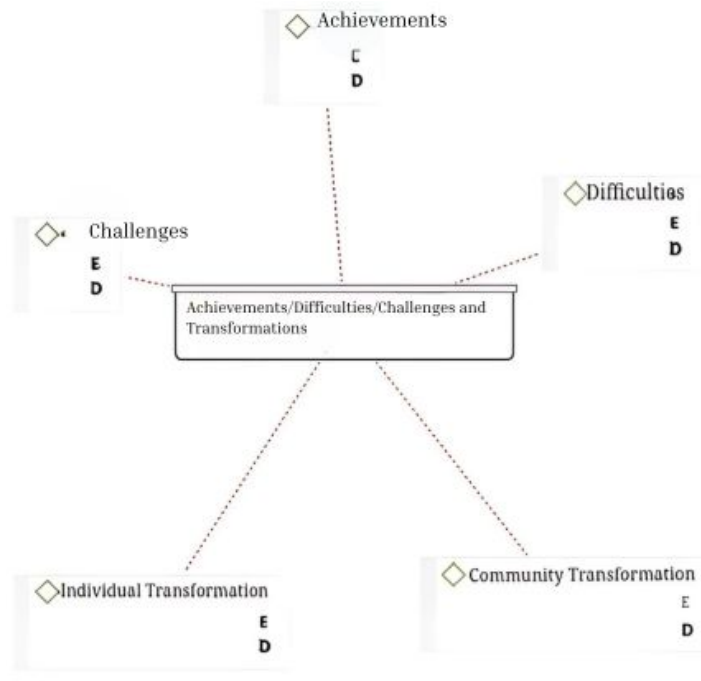 Achievements
E
D
Difficulties
E
D
Challenges
E
D
Achievements/Difficulties/Challenges and
Transformations
Individual Transformation
E
D
Community Transformation
E
D